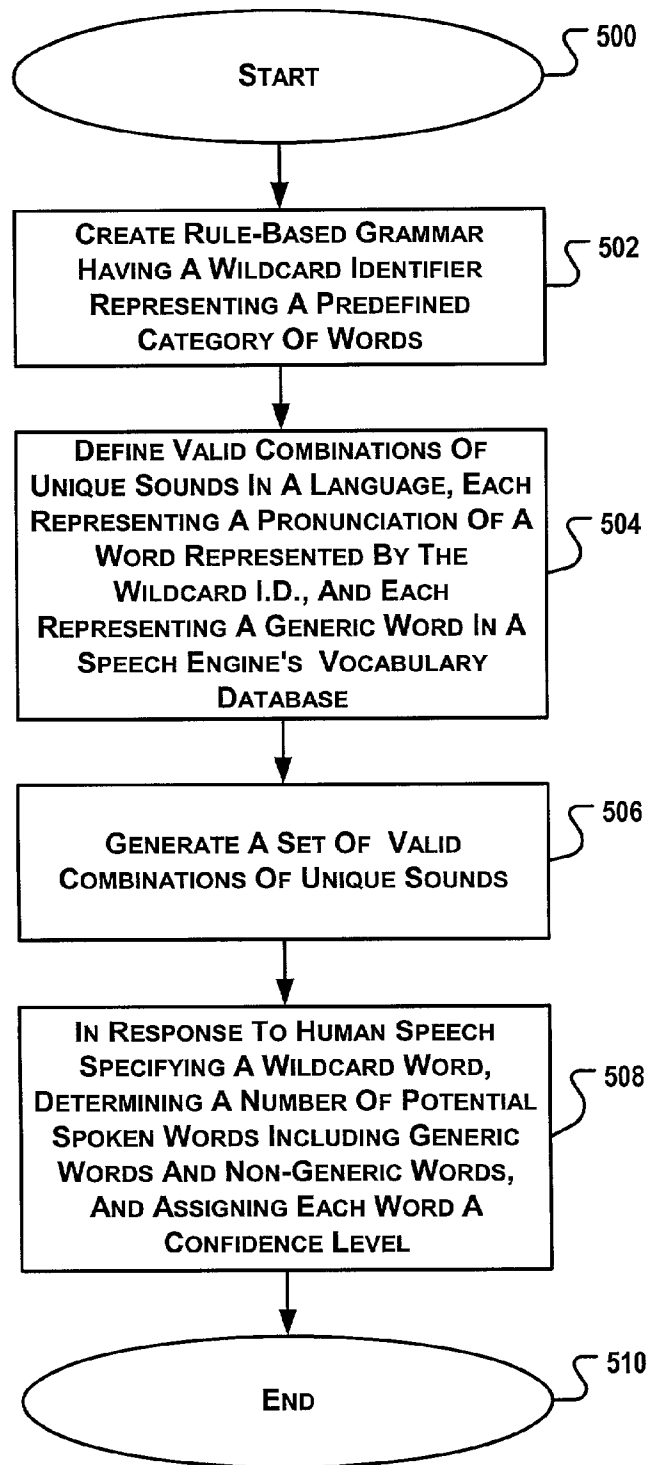 START
500
CREATE RULE-BASED GRAMMAR
HAVING A WILDCARD IDENTIFIER
REPRESENTING A PREDEFINED
CATEGORY OF WORDS
502
DEFINE VALID COMBINATIONS OF
UNIQUE SOUNDS IN A LANGUAGE, EACH
REPRESENTING A PRONUNCIATION OF A
WORD REPRESENTED BY THE
WILDCARD I.D., AND EACH
REPRESENTING A GENERIC WORD IN A
SPEECH ENGINE'S VOCABULARY
DATABASE
504
GENERATE A SET OF VALID
COMBINATIONS OF UNIQUE SOUNDS
506
IN RESPONSE TO HUMAN SPEECH
SPECIFYING A WILDCARD WORD,
DETERMINING A NUMBER OF POTENTIAL
SPOKEN WORDS INCLUDING GENERIC
WORDS AND NON-GENERIC WORDS,
AND ASSIGNING EACH WORD A
CONFIDENCE LEVEL
508
END
510